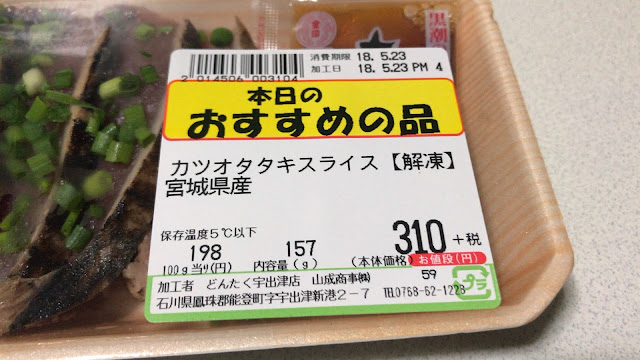 黒潮
消費期限 18. 5.23
加工日 18. 5.23 PM 4
2 014506 003104
本日の
おすすめの品
カツオタタキスライス【解凍】
宮城県産
保存温度5℃以下
198 157 310 +税
100g当り(円) 内容量(g) (本体価格) お値段(円)
59
加工者 どんたく宇出津店 山成商事㈱
石川県鳳珠郡能登町字宇出津新港2-7 TEL0768-62-1223
プラ